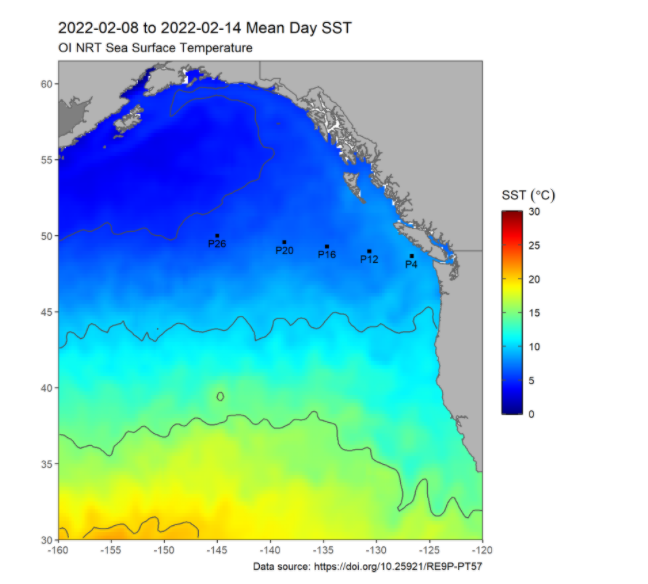 2022-02-08 to 2022-02-14 Mean Day SST
OI NRT Sea Surface Temperature
60
55
50
45
40
35
30
P26
P20
P16
P12
P4
SST (°C)
30
25
20
15
10
5
0
-160
-155
-150
-145
-140
-135
-130
-125
-120
Data source: https://doi.org/10.25921/RE9P-PT57